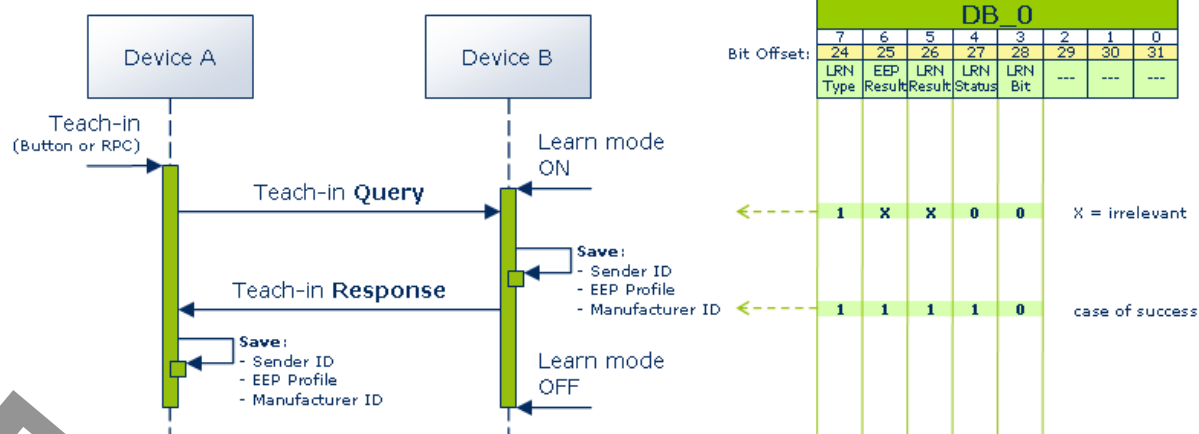 DB_0
7 6 5 4 3 2 1 0
Bit Offset: 24 25 26 27 28 29 30 31
LRN Type EEP Result LRN Result LRN Status LRN Bit --- --- ---
Device A
Device B
Teach-in
(Button or RPC)
Learn mode
ON
Teach-in Query
1 X X 0 0 X = irrelevant
Save:
- Sender ID
- EEP Profile
- Manufacturer ID
Teach-in Response
1 1 1 1 0 case of success
Save:
- Sender ID
- EEP Profile
- Manufacturer ID
Learn mode
OFF